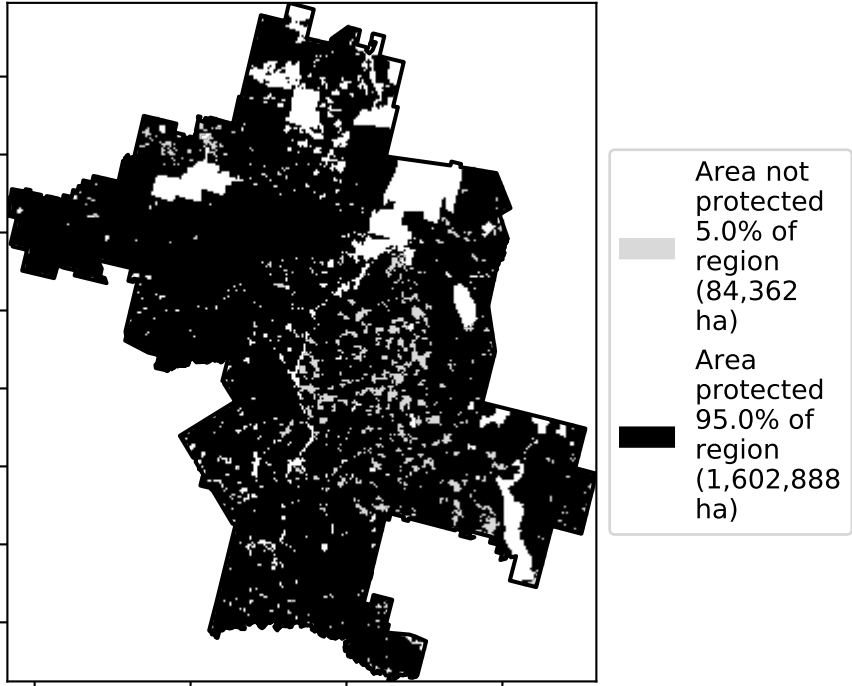 Area not
protected
5.0% of
region
(84,362
ha)
Area
protected
95.0% of
region
(1,602,888
ha)